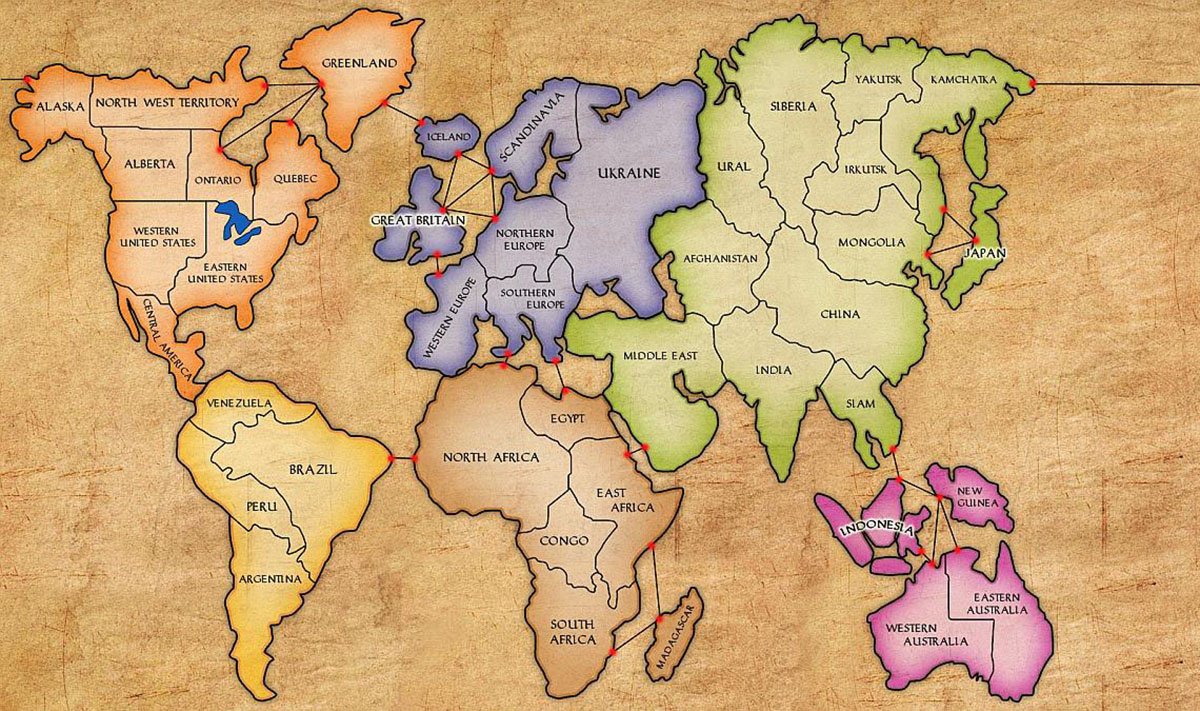 GREENLAND
ALASKA
NORTH WEST TERRITORY
ALBERTA
ONTARIO
QUEBEC
WESTERN
UNITED STATES
EASTERN
UNITED STATES
CENTRAL AMERICA
VENEZUELA
BRAZIL
PERU
ARGENTINA
ICELAND
SCANDINAVIA
UKRAINE
GREAT BRITAIN
NORTHERN
EUROPE
WESTERN EUROPE
SOUTHERN
EUROPE
NORTH AFRICA
EGYPT
EAST
AFRICA
CONGO
SOUTH
AFRICA
MADAGASCAR
YAKUTSK
KAMCHATKA
SIBERIA
URAL
IRKUTSK
MONGOLIA
JAPAN
AFGHANISTAN
CHINA
MIDDLE EAST
INDIA
SIAM
INDONESIA
NEW
GUINEA
WESTERN
AUSTRALIA
EASTERN
AUSTRALIA